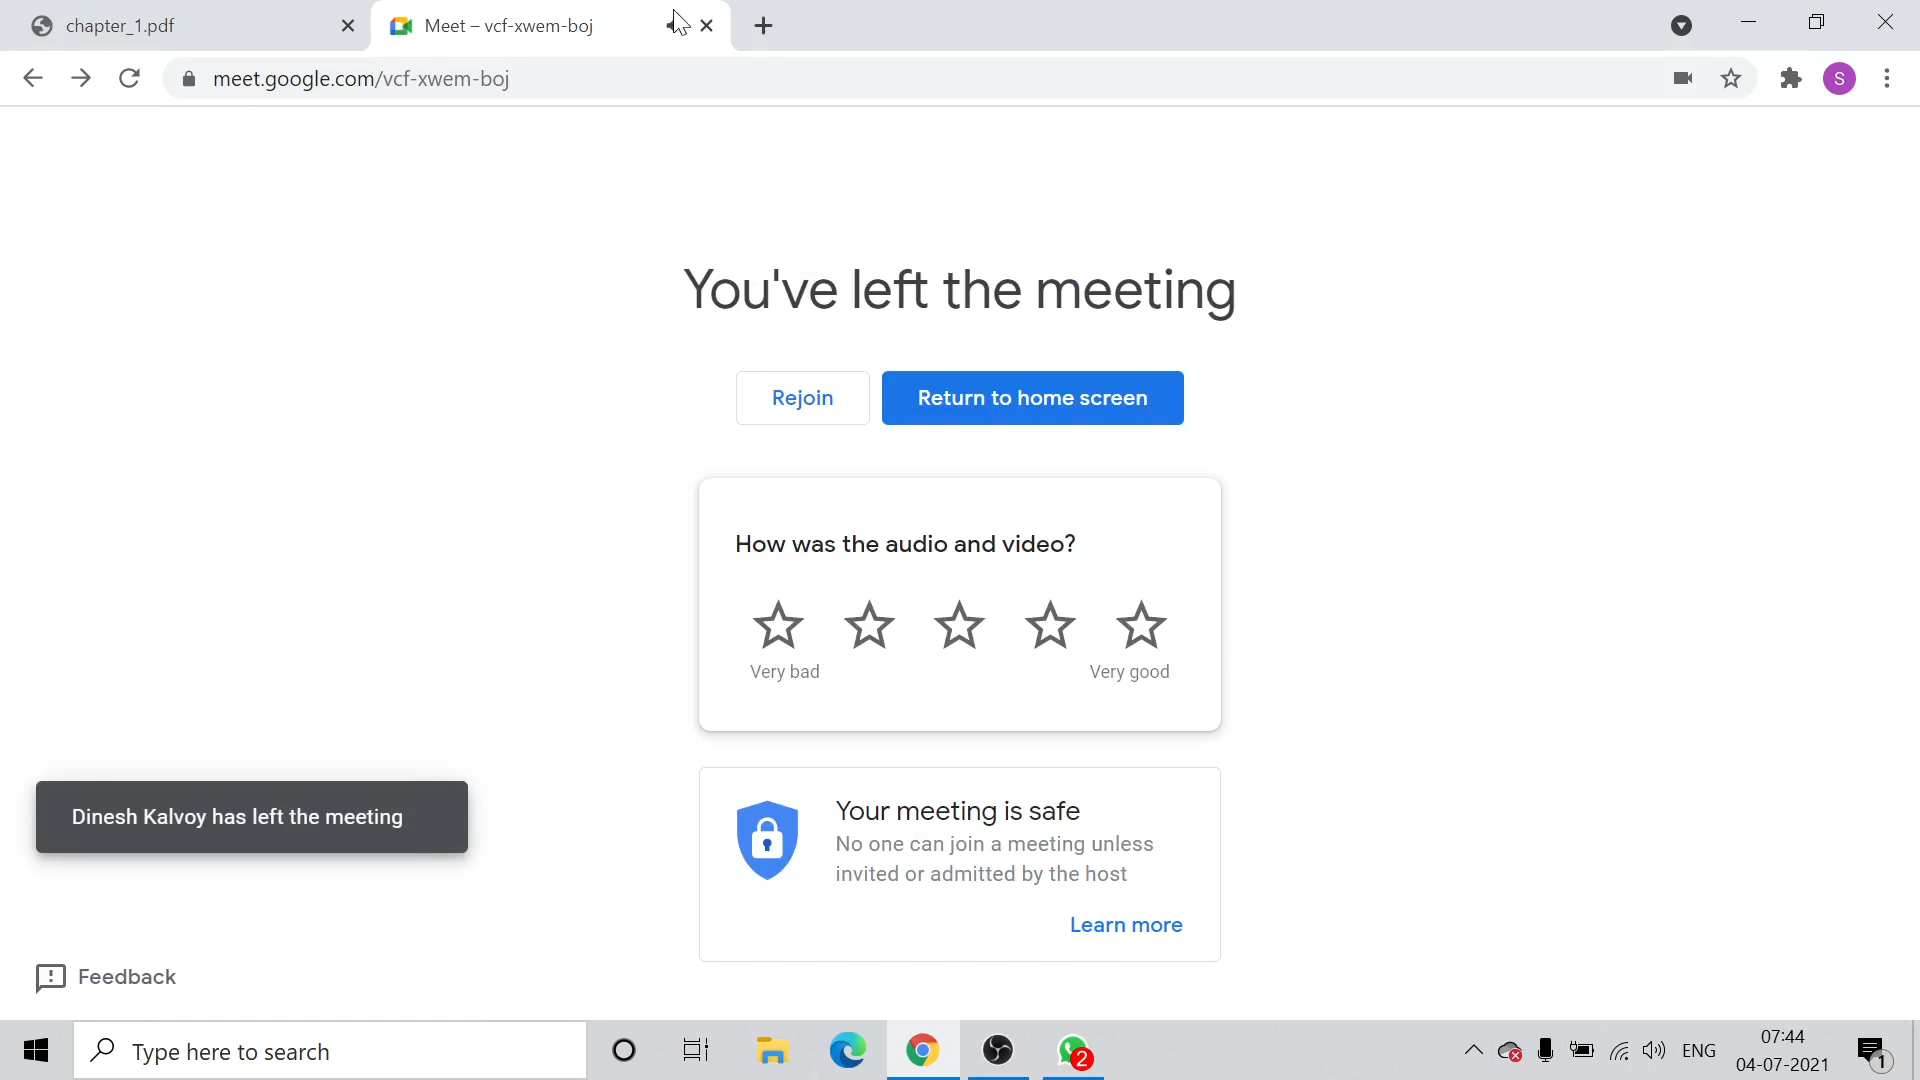 chapter_1.pdf
Meet – vcf-xwem-boj
meet.google.com/vcf-xwem-boj
S
You've left the meeting
Rejoin
Return to home screen
How was the audio and video?
Very bad
Very good
Dinesh Kalvoy has left the meeting
Your meeting is safe
No one can join a meeting unless
invited or admitted by the host
Learn more
Feedback
Type here to search
2
ENG
07:44
04-07-2021
1